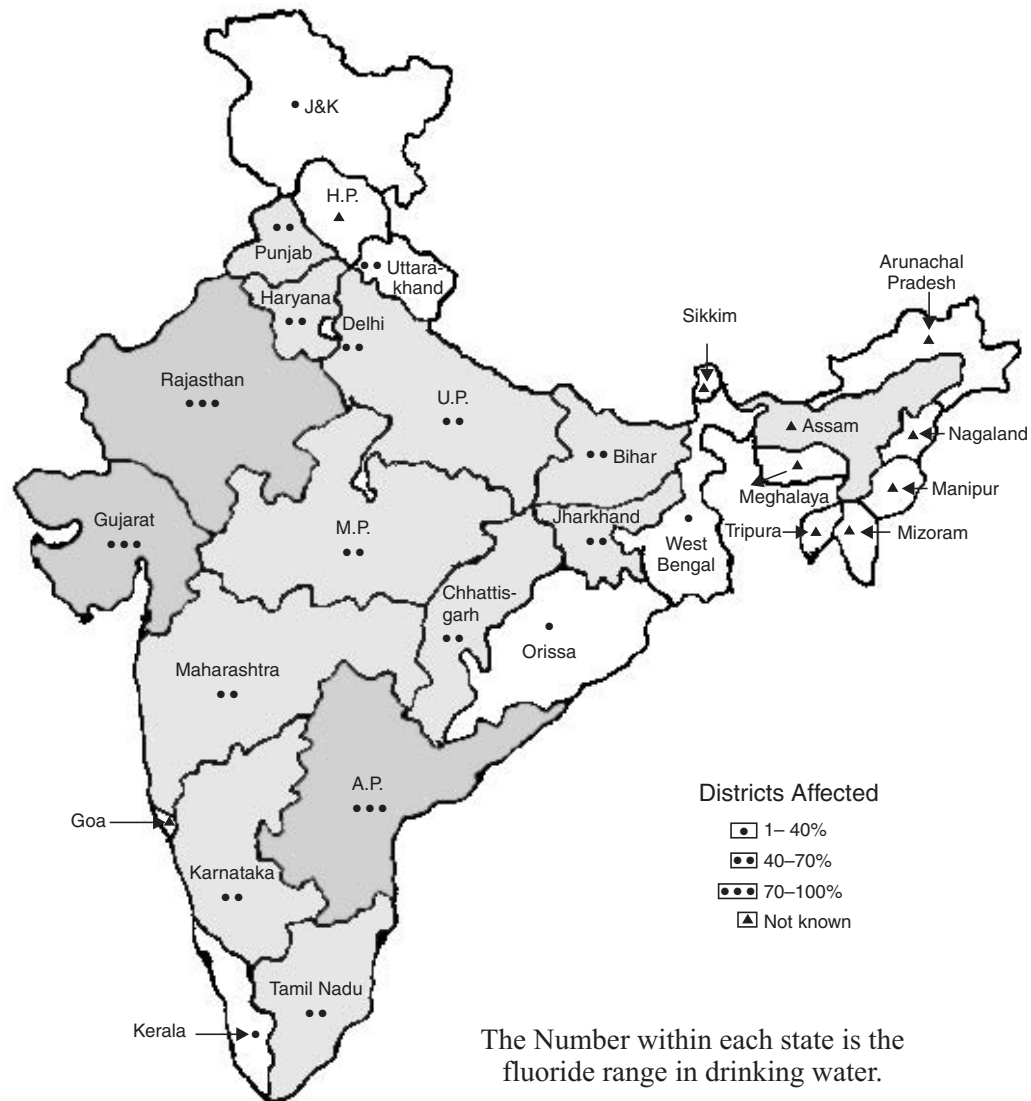 J&K
H.P.
Punjab
Uttara-
khand
Haryana
Delhi
Arunachal
Pradesh
Sikkim
Rajasthan
U.P.
Assam
Nagaland
Bihar
Meghalaya
Manipur
Gujarat
M.P.
Jharkhand
West
Bengal
Tripura
Mizoram
Chhattis-
garh
Orissa
Maharashtra
A.P.
Goa
Karnataka
Tamil Nadu
Kerala
Districts Affected
1– 40%
40–70%
70–100%
Not known
The Number within each state is the
fluoride range in drinking water.